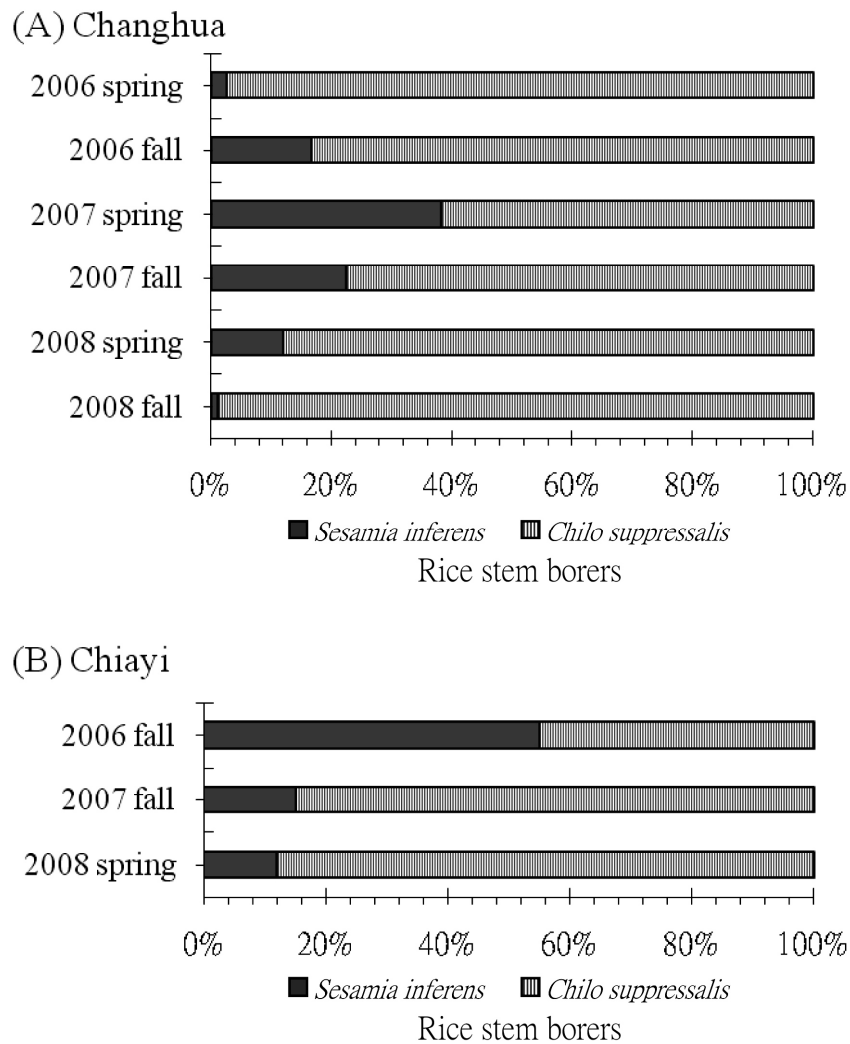 (A) Changhua
2006 spring
2006 fall
2007 spring
2007 fall
2008 spring
2008 fall
0% 20% 40% 60% 80% 100%
Sesamia inferens Chilo suppressalis
Rice stem borers
(B) Chiayi
2006 fall
2007 fall
2008 spring
0% 20% 40% 60% 80% 100%
Sesamia inferens Chilo suppressalis
Rice stem borers